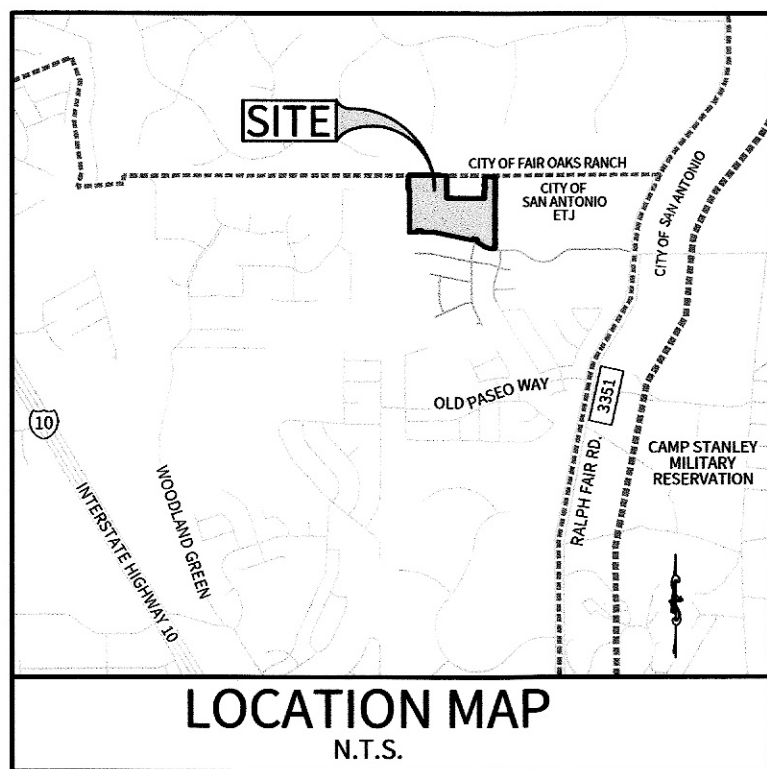 SITE
CITY OF FAIR OAKS RANCH
CITY OF
SAN ANTONIO
ETJ
CITY OF SAN ANTONIO
OLD PASEO WAY
3351
RALPH FAIR RD.
CAMP STANLEY
MILITARY
RESERVATION
10
INTERSTATE HIGHWAY 10
WOODLAND GREEN
LOCATION MAP
N.T.S.